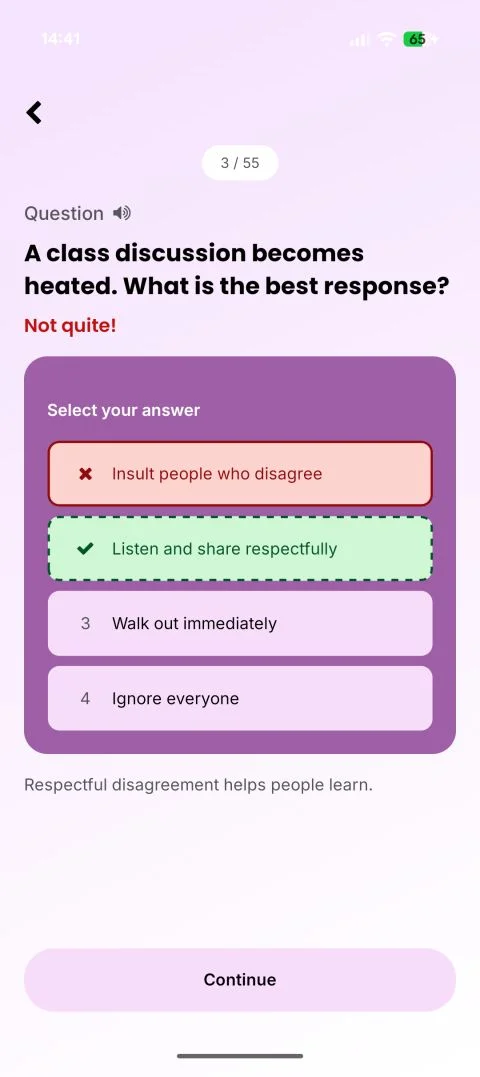 14:41
65
3 / 55
Question
A class discussion becomes
heated. What is the best response?
Not quite!
Select your answer
Insult people who disagree
Listen and share respectfully
3 Walk out immediately
4 Ignore everyone
Respectful disagreement helps people learn.
Continue